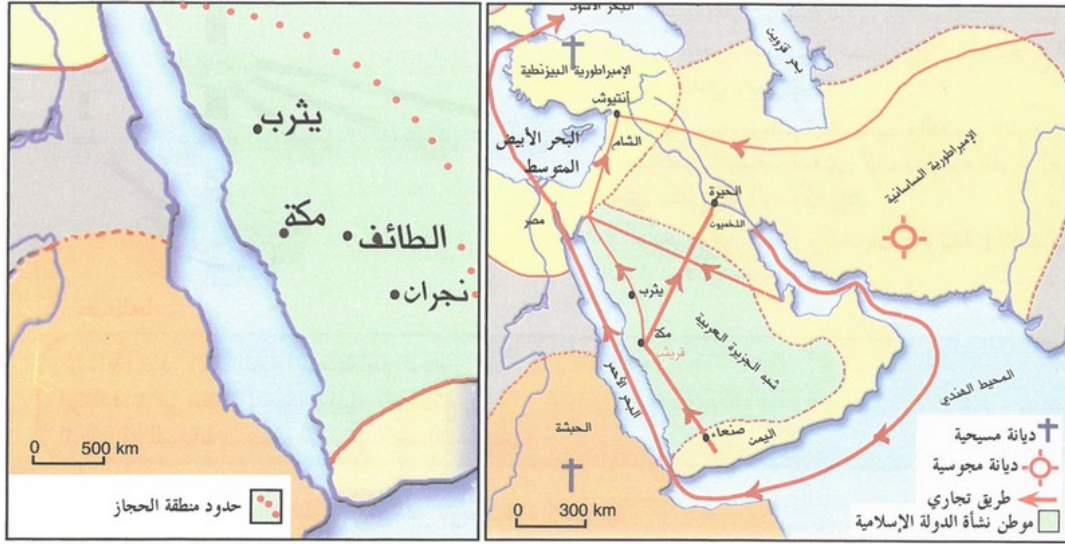 البحر الأسود
بحر قزوين
الإمبراطورية البيزنطية
أنتيوش
البحر الأبيض
المتوسط
الشام
الإمبراطورية الساسانية
الحيرة
اللخميون
مصر
يثرب
مكة
قريش
شبه الجزيرة العربية
البحر الأحمر
المحيط الهندي
صنعاء
اليمن
الحبشة
0 300 km
ديانة مسيحية
ديانة مجوسية
طريق تجاري
موطن نشأة الدولة الإسلامية
يثرب
مكة
الطائف
نجران
0 500 km
حدود منطقة الحجاز